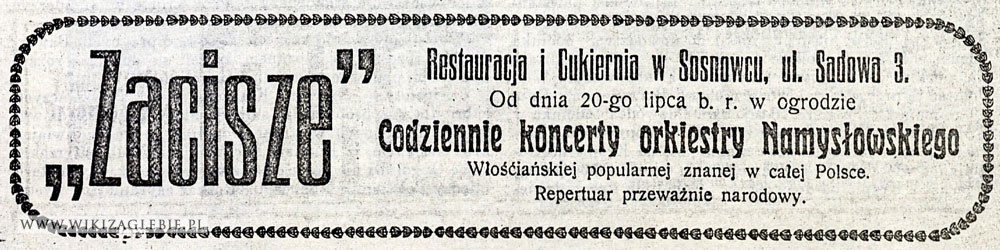 „Zacisze”
Restauracja i Cukiernia w Sosnowcu, ul. Sadowa 3.
Od dnia 20-go lipca b. r. w ogrodzie
Codziennie koncerty orkiestry Namysłowskiego
Włościańskiej popularnej znanej w całej Polsce.
Repertuar przeważnie narodowy.
WWW.WIKIZAGLEBIE.PL